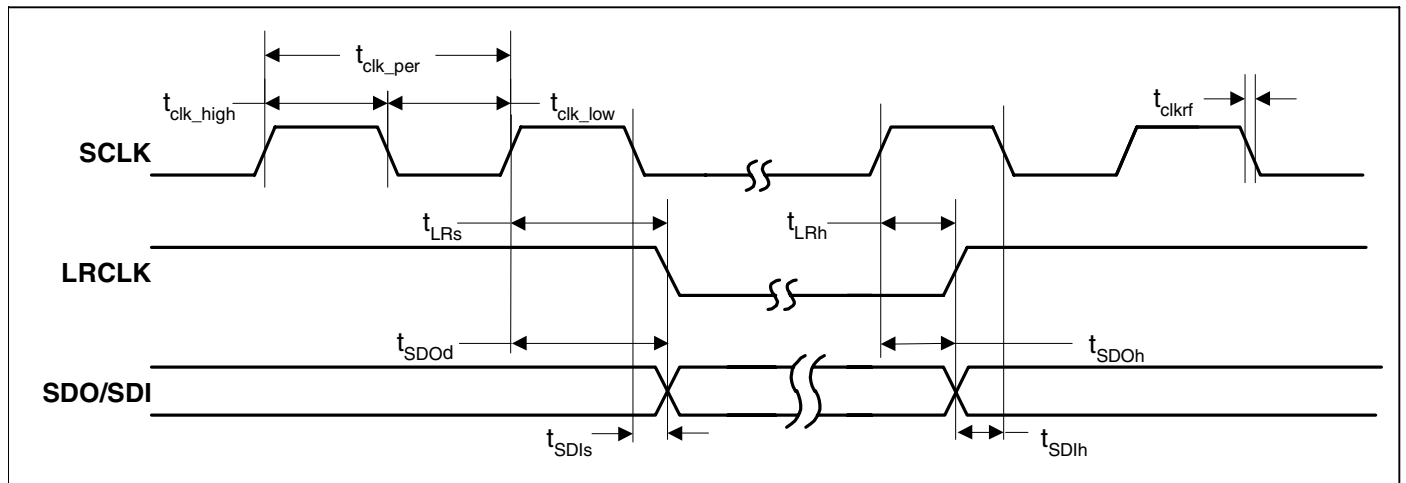 t_clk_per
t_clk_high
t_clk_low
t_clkrf
SCLK
t_LRs
t_LRh
LRCLK
t_SDOd
t_SDOh
SDO/SDI
t_SDIs
t_SDIh